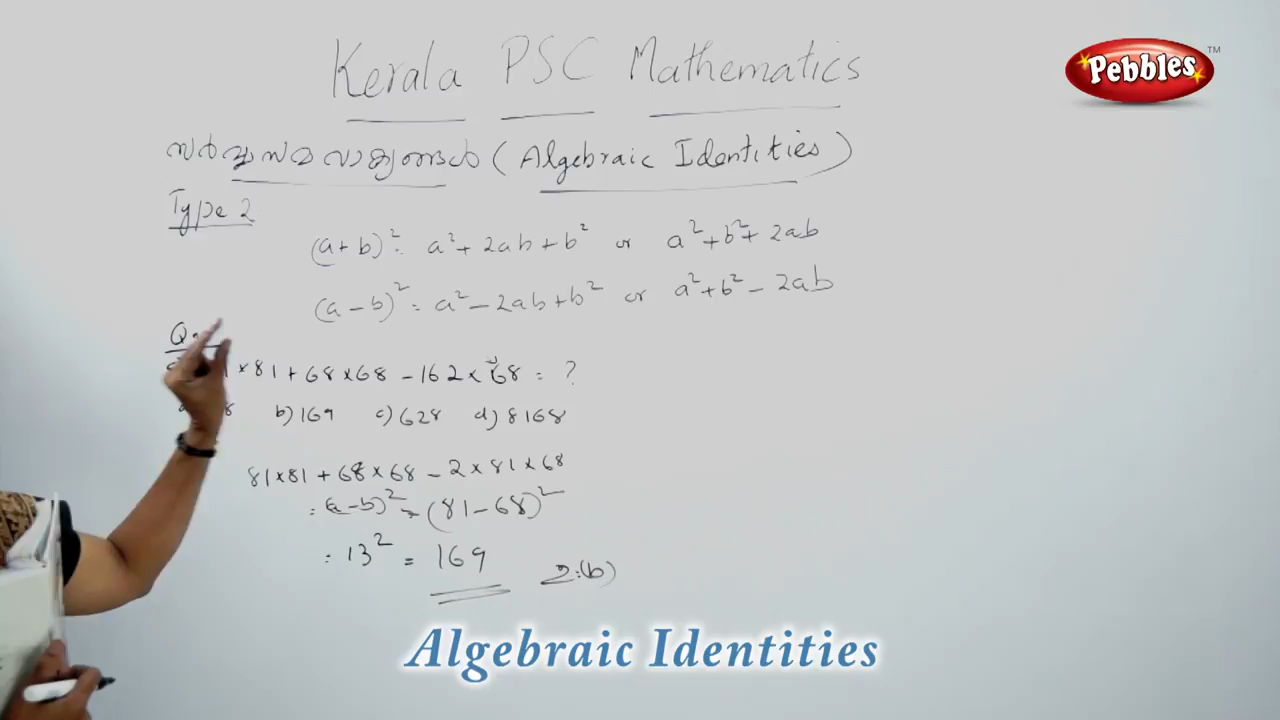 Kerala PSC Mathematics
Pebbles TM
സർവ്വസമവാക്യങ്ങൾ (Algebraic Identities)
Type 2
(a+b)² = a²+2ab+b² or a²+b²+2ab
(a-b)² = a²-2ab+b² or a²+b²-2ab
×81+68×68-162×68 = ?
b) 169 c) 628 d) 8168
81×81+68×68-2×81×68
= (a-b)² = (81-68)²
= 13² = 169
(b)
Algebraic Identities